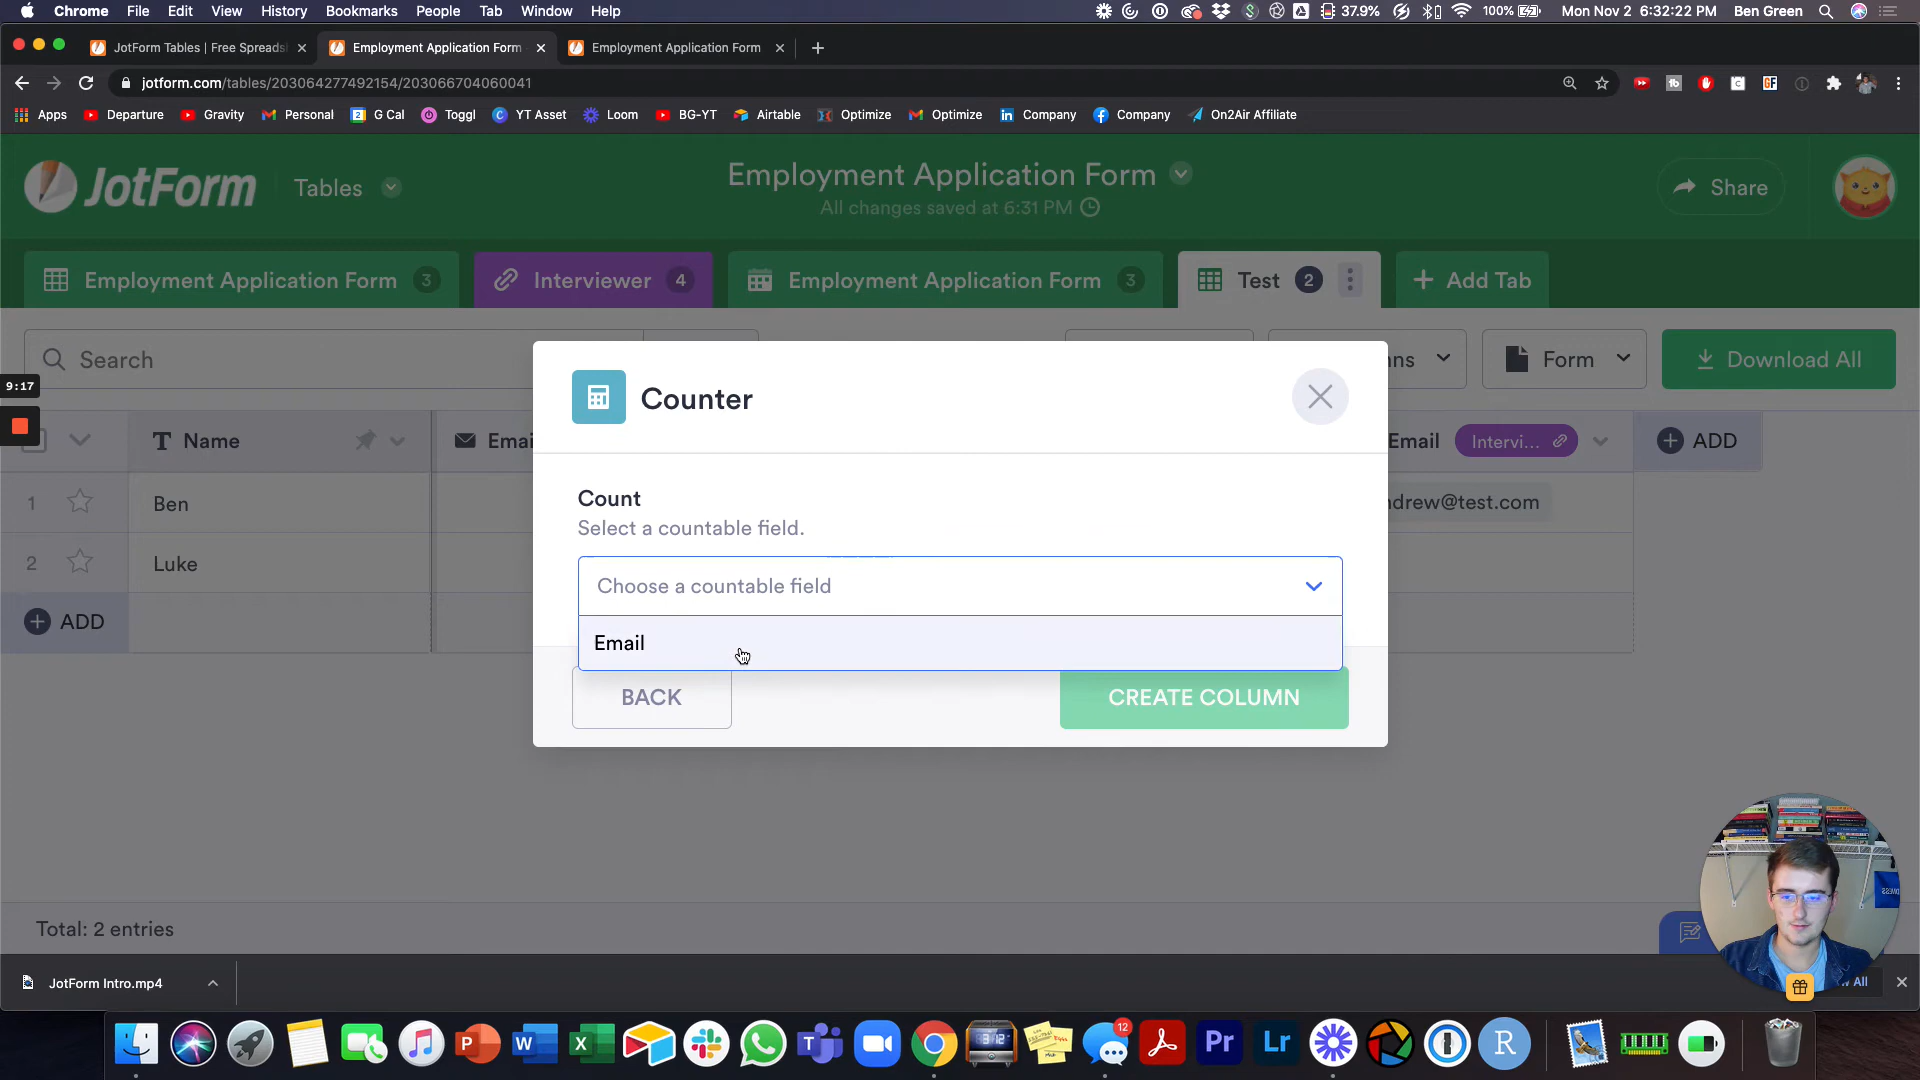 Chrome File Edit View History Bookmarks People Tab Window Help 37.9% 100% Mon Nov 2 6:32:22 PM Ben Green
JotForm Tables | Free Spreads Employment Application Form Employment Application Form
jotform.com/tables/203064277492154/203066704060041
Apps Departure Gravity Personal G Cal Toggl YT Asset Loom BG-YT Airtable Optimize Optimize Company Company On2Air Affiliate
JotForm Tables Employment Application Form Share
All changes saved at 6:31 PM
Employment Application Form 3 Interviewer 4 Employment Application Form 3 Test 2 Add Tab
Search ns Form Download All
9:17
Counter
Name Emai Email Intervi... ADD
Count
1 Ben ndrew@test.com
Select a countable field.
2 Luke
Choose a countable field
ADD
Email
BACK CREATE COLUMN
Total: 2 entries
JotForm Intro.mp4 All
12